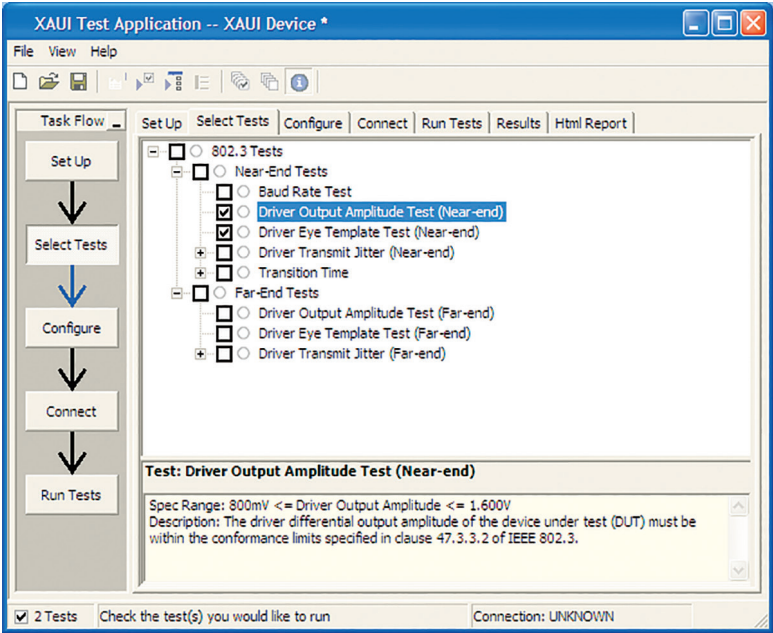 XAUI Test Application -- XAUI Device *
File View Help
Task Flow
Set Up
Select Tests
Configure
Connect
Run Tests
Set Up Select Tests Configure Connect Run Tests Results Html Report
802.3 Tests
Near-End Tests
Baud Rate Test
Driver Output Amplitude Test (Near-end)
Driver Eye Template Test (Near-end)
Driver Transmit Jitter (Near-end)
Transition Time
Far-End Tests
Driver Output Amplitude Test (Far-end)
Driver Eye Template Test (Far-end)
Driver Transmit Jitter (Far-end)
Test: Driver Output Amplitude Test (Near-end)
Spec Range: 800mV <= Driver Output Amplitude <= 1.600V
Description: The driver differential output amplitude of the device under test (DUT) must be
within the conformance limits specified in clause 47.3.3.2 of IEEE 802.3.
2 Tests Check the test(s) you would like to run Connection: UNKNOWN